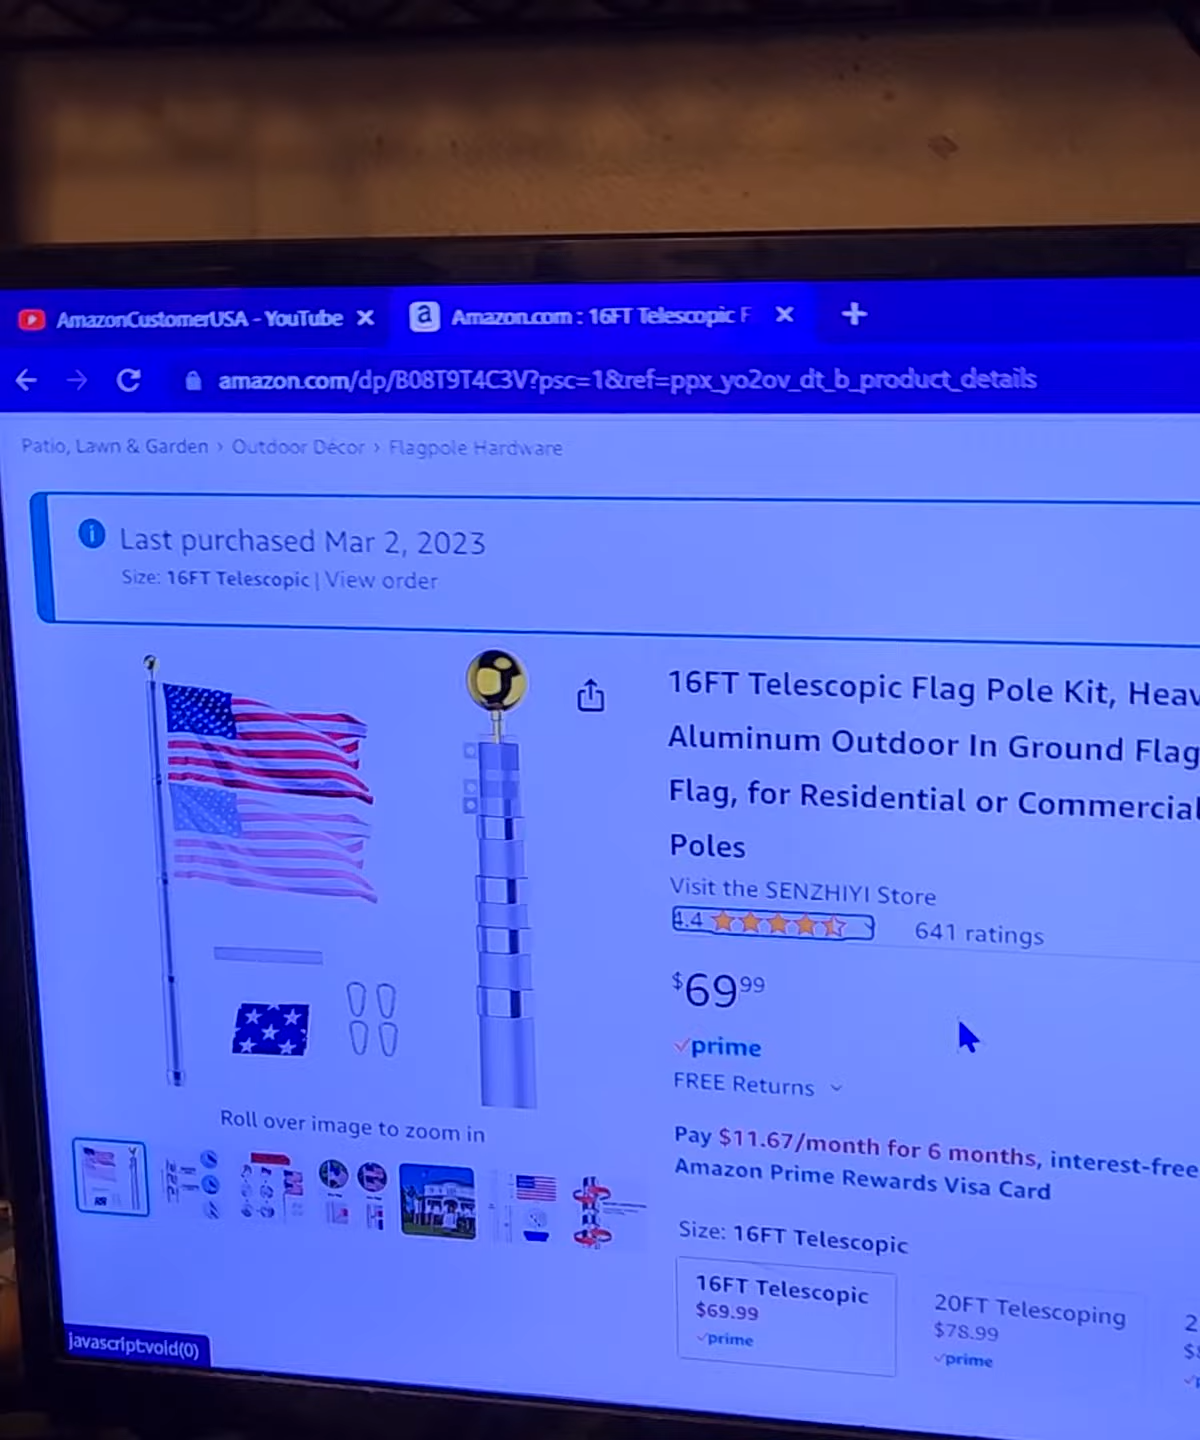 AmazonCustomerUSA - YouTube
Amazon.com : 16FT Telescopic F
amazon.com/dp/B08T9T4C3V?psc=1&ref=ppx_yo2ov_dt_b_product_details
Patio, Lawn & Garden › Outdoor Décor › Flagpole Hardware
Last purchased Mar 2, 2023
Size: 16FT Telescopic | View order
16FT Telescopic Flag Pole Kit, Heav
Aluminum Outdoor In Ground Flag
Flag, for Residential or Commercial
Poles
Visit the SENZHIYI Store
4.4 641 ratings
$69.99
prime
FREE Returns
Pay $11.67/month for 6 months, interest-free
Amazon Prime Rewards Visa Card
Roll over image to zoom in
Size: 16FT Telescopic
16FT Telescopic
$69.99
prime
20FT Telescoping
$78.99
prime
2
$
javascript:void(0)